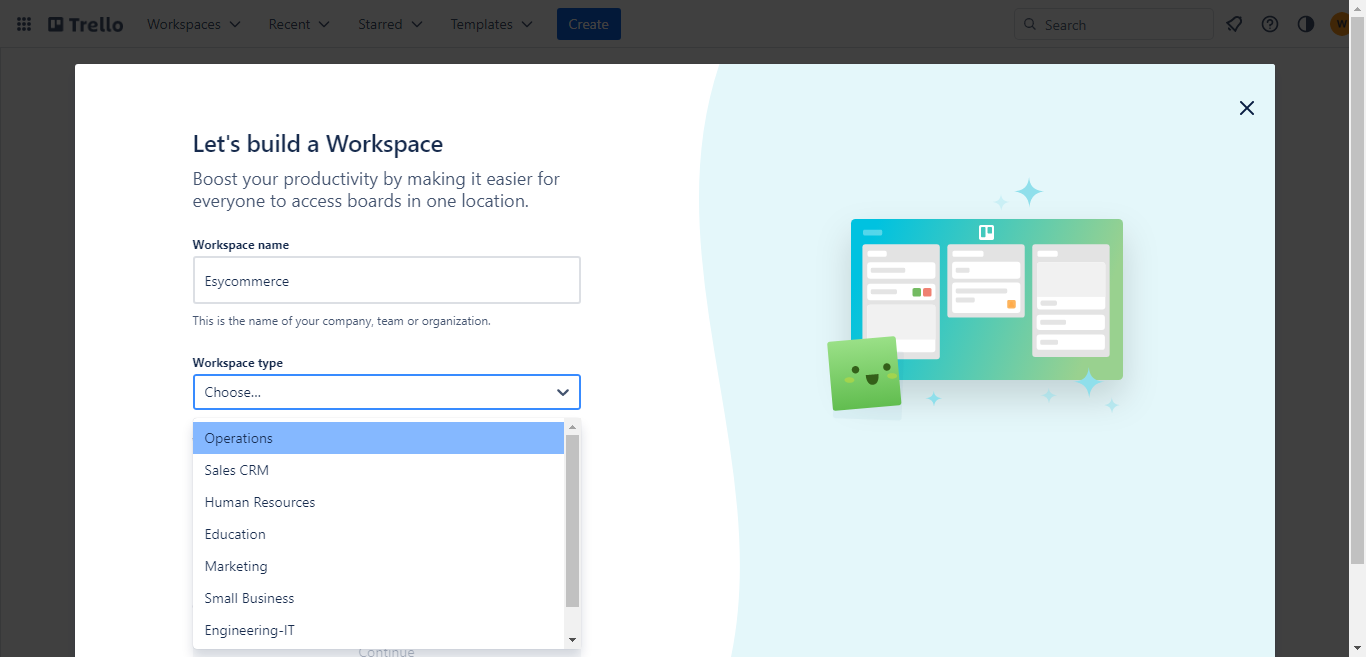 Trello Workspaces Recent Starred Templates Create Search W
Let's build a Workspace
Boost your productivity by making it easier for
everyone to access boards in one location.
Workspace name
Esycommerce
This is the name of your company, team or organization.
Workspace type
Choose...
Operations
Sales CRM
Human Resources
Education
Marketing
Small Business
Engineering-IT
Continue